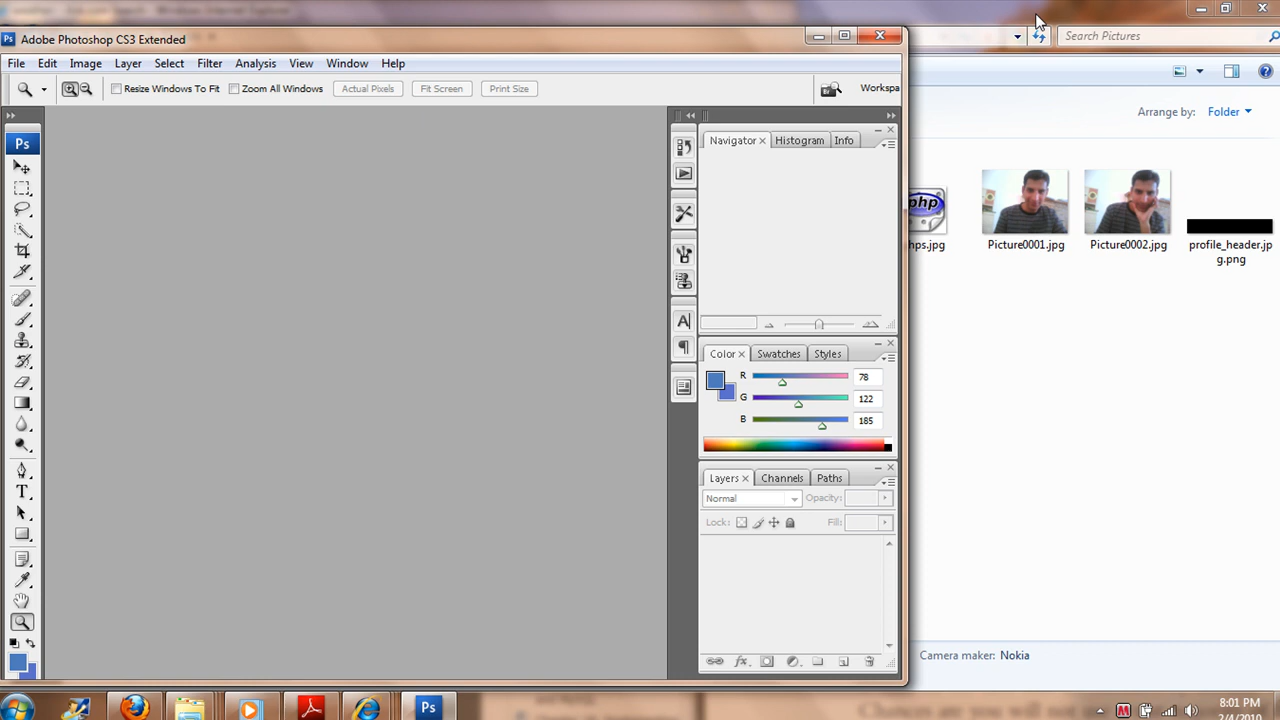 Adobe Photoshop CS3 Extended
Search Pictures
File Edit Image Layer Select Filter Analysis View Window Help
Resize Windows To Fit Zoom All Windows Actual Pixels Fit Screen Print Size Workspa
Arrange by: Folder
Ps
Navigator Histogram Info
php
hps.jpg Picture0001.jpg Picture0002.jpg profile_header.jp
g.png
Color Swatches Styles
R 78
G 122
B 185
Layers Channels Paths
Normal Opacity:
Lock: Fill:
A
T
Camera maker: Nokia
Ps
8:01 PM
2/4/2010